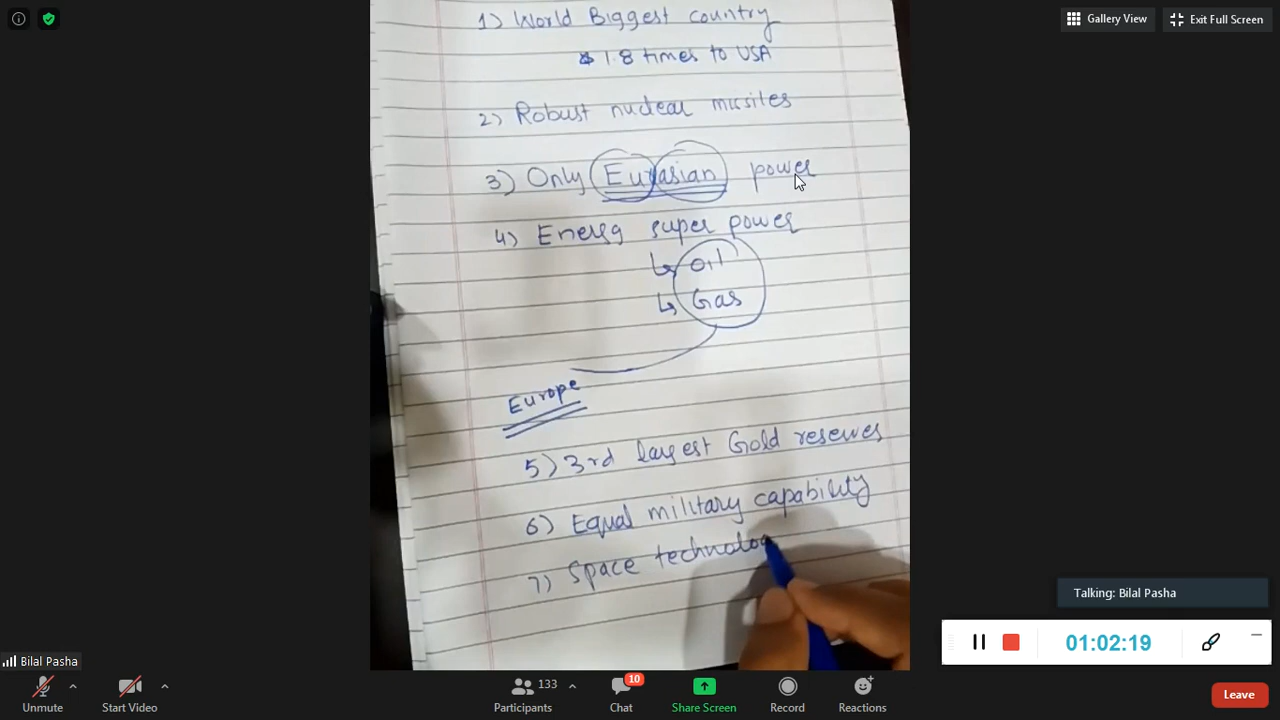 Gallery View
Exit Full Screen
1) World Biggest country
1.8 times to USA
2) Robust nuclear missiles
3) Only Eurasian power
4) Energy super power
↳ Oil
↳ Gas
Europe
5) 3rd largest Gold reserves
6) Equal military capability
7) Space technolog
Talking: Bilal Pasha
01:02:19
Bilal Pasha
Unmute
Start Video
133
Participants
10
Chat
Share Screen
Record
Reactions
Leave